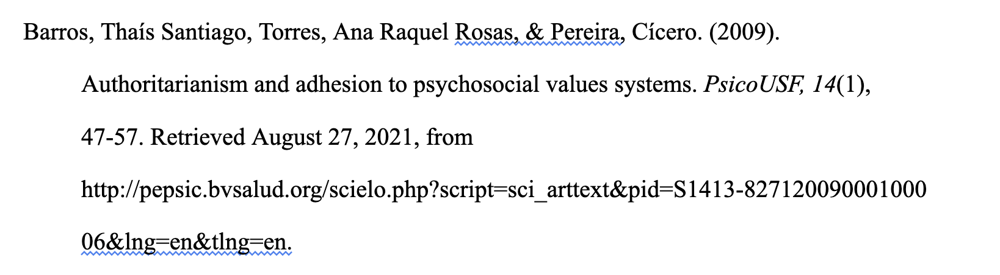 Barros, Thaís Santiago, Torres, Ana Raquel Rosas, & Pereira, Cícero. (2009).
Authoritarianism and adhesion to psychosocial values systems. PsicoUSF, 14(1),
47-57. Retrieved August 27, 2021, from
http://pepsic.bvsalud.org/scielo.php?script=sci_arttext&pid=S1413-827120090001000
06&lng=en&tlng=en.